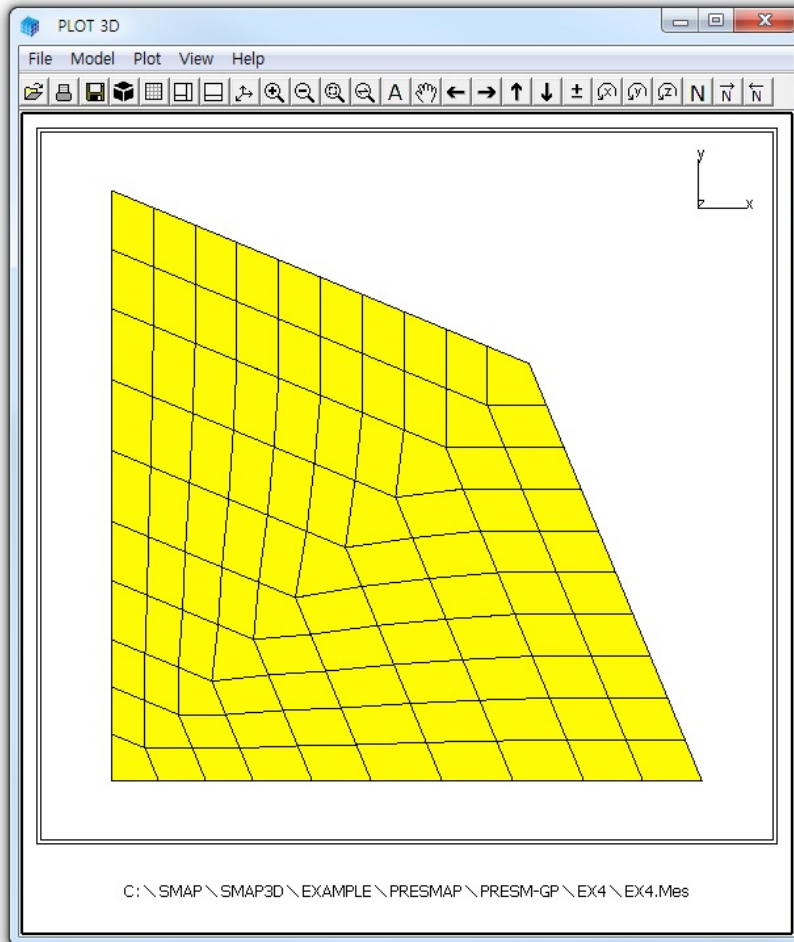 PLOT 3D
File Model Plot View Help
A ± x y z N N N
y
z x
C:\SMAP\SMAP3D\EXAMPLE\PRESMAP\PRESM-GP\EX4\EX4.Mes